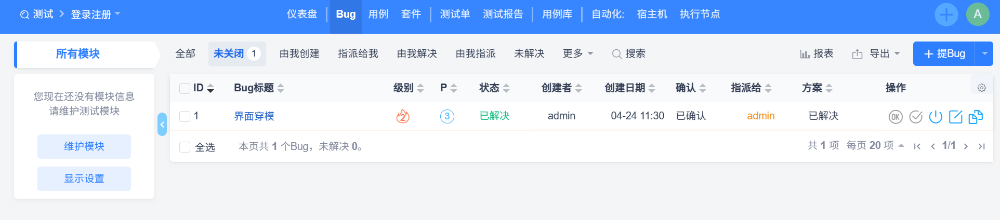 测试 登录注册 仪表盘 Bug 用例 套件 测试单 测试报告 用例库 自动化: 宿主机 执行节点 A
所有模块 全部 未关闭 1 由我创建 指派给我 由我解决 由我指派 未解决 更多 搜索 报表 导出 提Bug
ID Bug标题 级别 P 状态 创建者 创建日期 确认 指派给 方案 操作
您现在还没有模块信息
请维护测试模块
1 界面穿模 2 3 已解决 admin 04-24 11:30 已确认 admin 已解决 OK
维护模块
全选 本页共 1 个Bug，未解决 0。 共 1 项 每页 20 项 1/1
显示设置